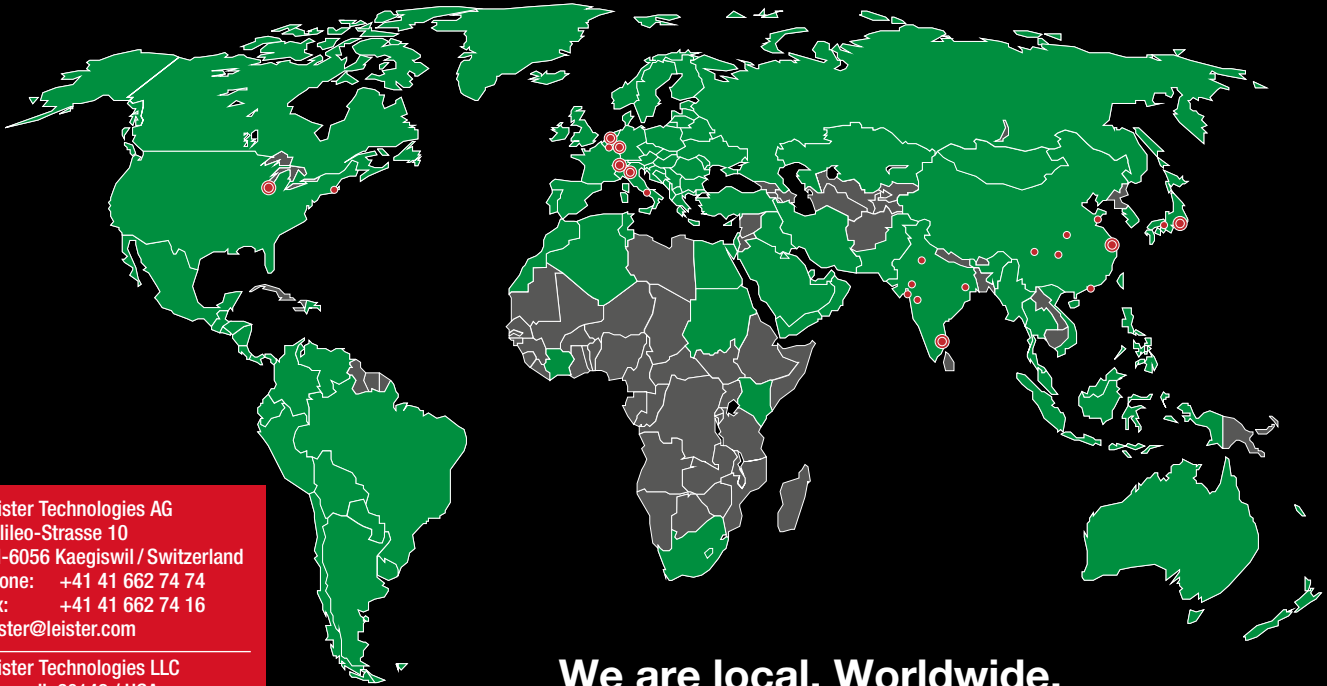 ister Technologies AG
lileo-Strasse 10
-6056 Kaegiswil / Switzerland
one: +41 41 662 74 74
x: +41 41 662 74 16
ster@leister.com
ister Technologies LLC
We are local. Worldwide.